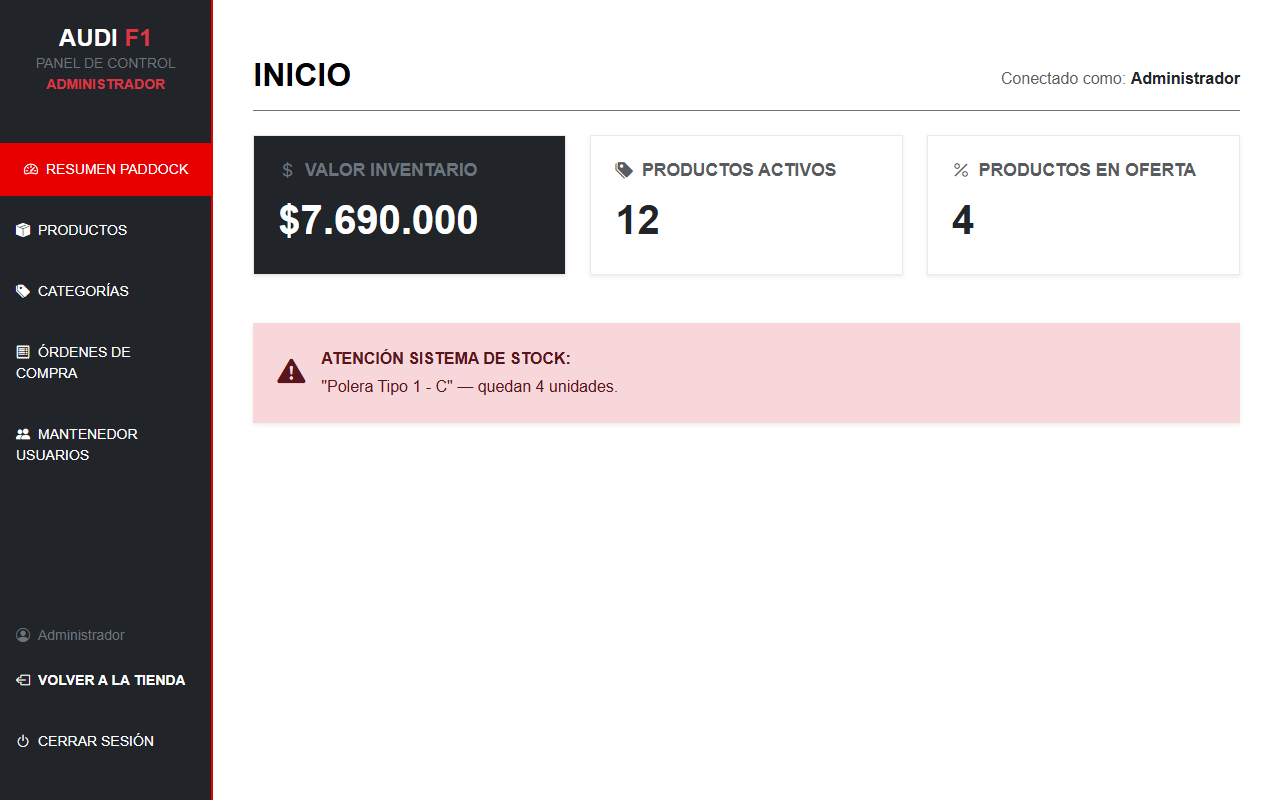 AUDI F1
PANEL DE CONTROL
ADMINISTRADOR
RESUMEN PADDOCK
PRODUCTOS
CATEGORÍAS
ÓRDENES DE
COMPRA
MANTENEDOR
USUARIOS
Administrador
VOLVER A LA TIENDA
CERRAR SESIÓN
INICIO
Conectado como: Administrador
$ VALOR INVENTARIO
$7.690.000
PRODUCTOS ACTIVOS
12
% PRODUCTOS EN OFERTA
4
ATENCIÓN SISTEMA DE STOCK:
"Polera Tipo 1 - C" — quedan 4 unidades.